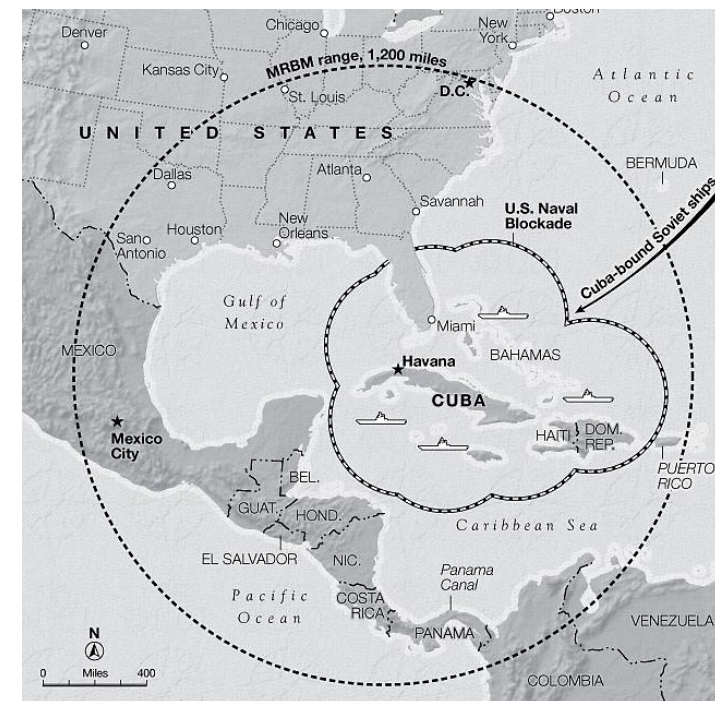 Boston
Denver
Chicago
New
York
MRBM range, 1,200 miles
Kansas City
St. Louis
D.C.
Atlantic
Ocean
UNITED STATES
BERMUDA
Dallas
Atlanta
Savannah
U.S. Naval
Blockade
Cuba-bound Soviet ships
San
Antonio
Houston
New
Orleans
Gulf of
Mexico
Miami
MEXICO
BAHAMAS
Havana
CUBA
Mexico
City
HAITI
DOM.
REP.
PUERTO
RICO
BEL.
GUAT.
HOND.
Caribbean Sea
EL SALVADOR
NIC.
Panama
Canal
Pacific
Ocean
COSTA
RICA
PANAMA
VENEZUELA
COLOMBIA
N
Miles
0 400